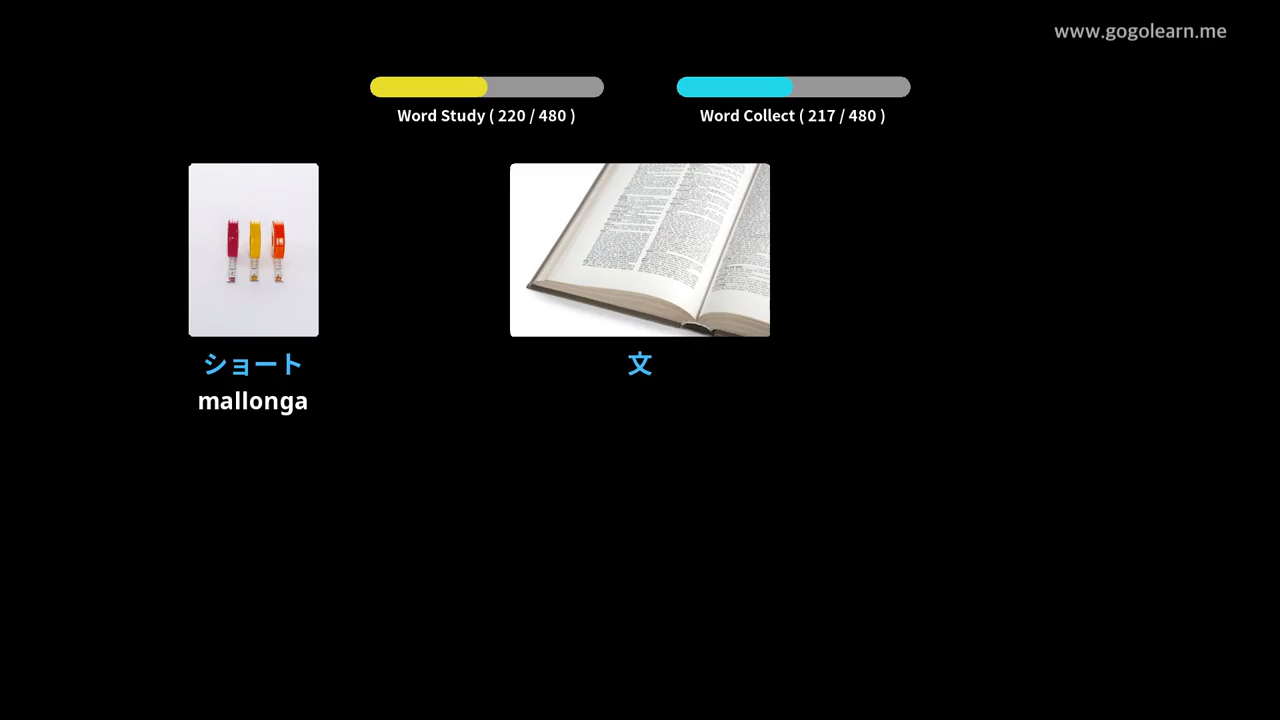 www.gogolearn.me
Word Study ( 220 / 480 )
Word Collect ( 217 / 480 )
ショート
mallonga
文